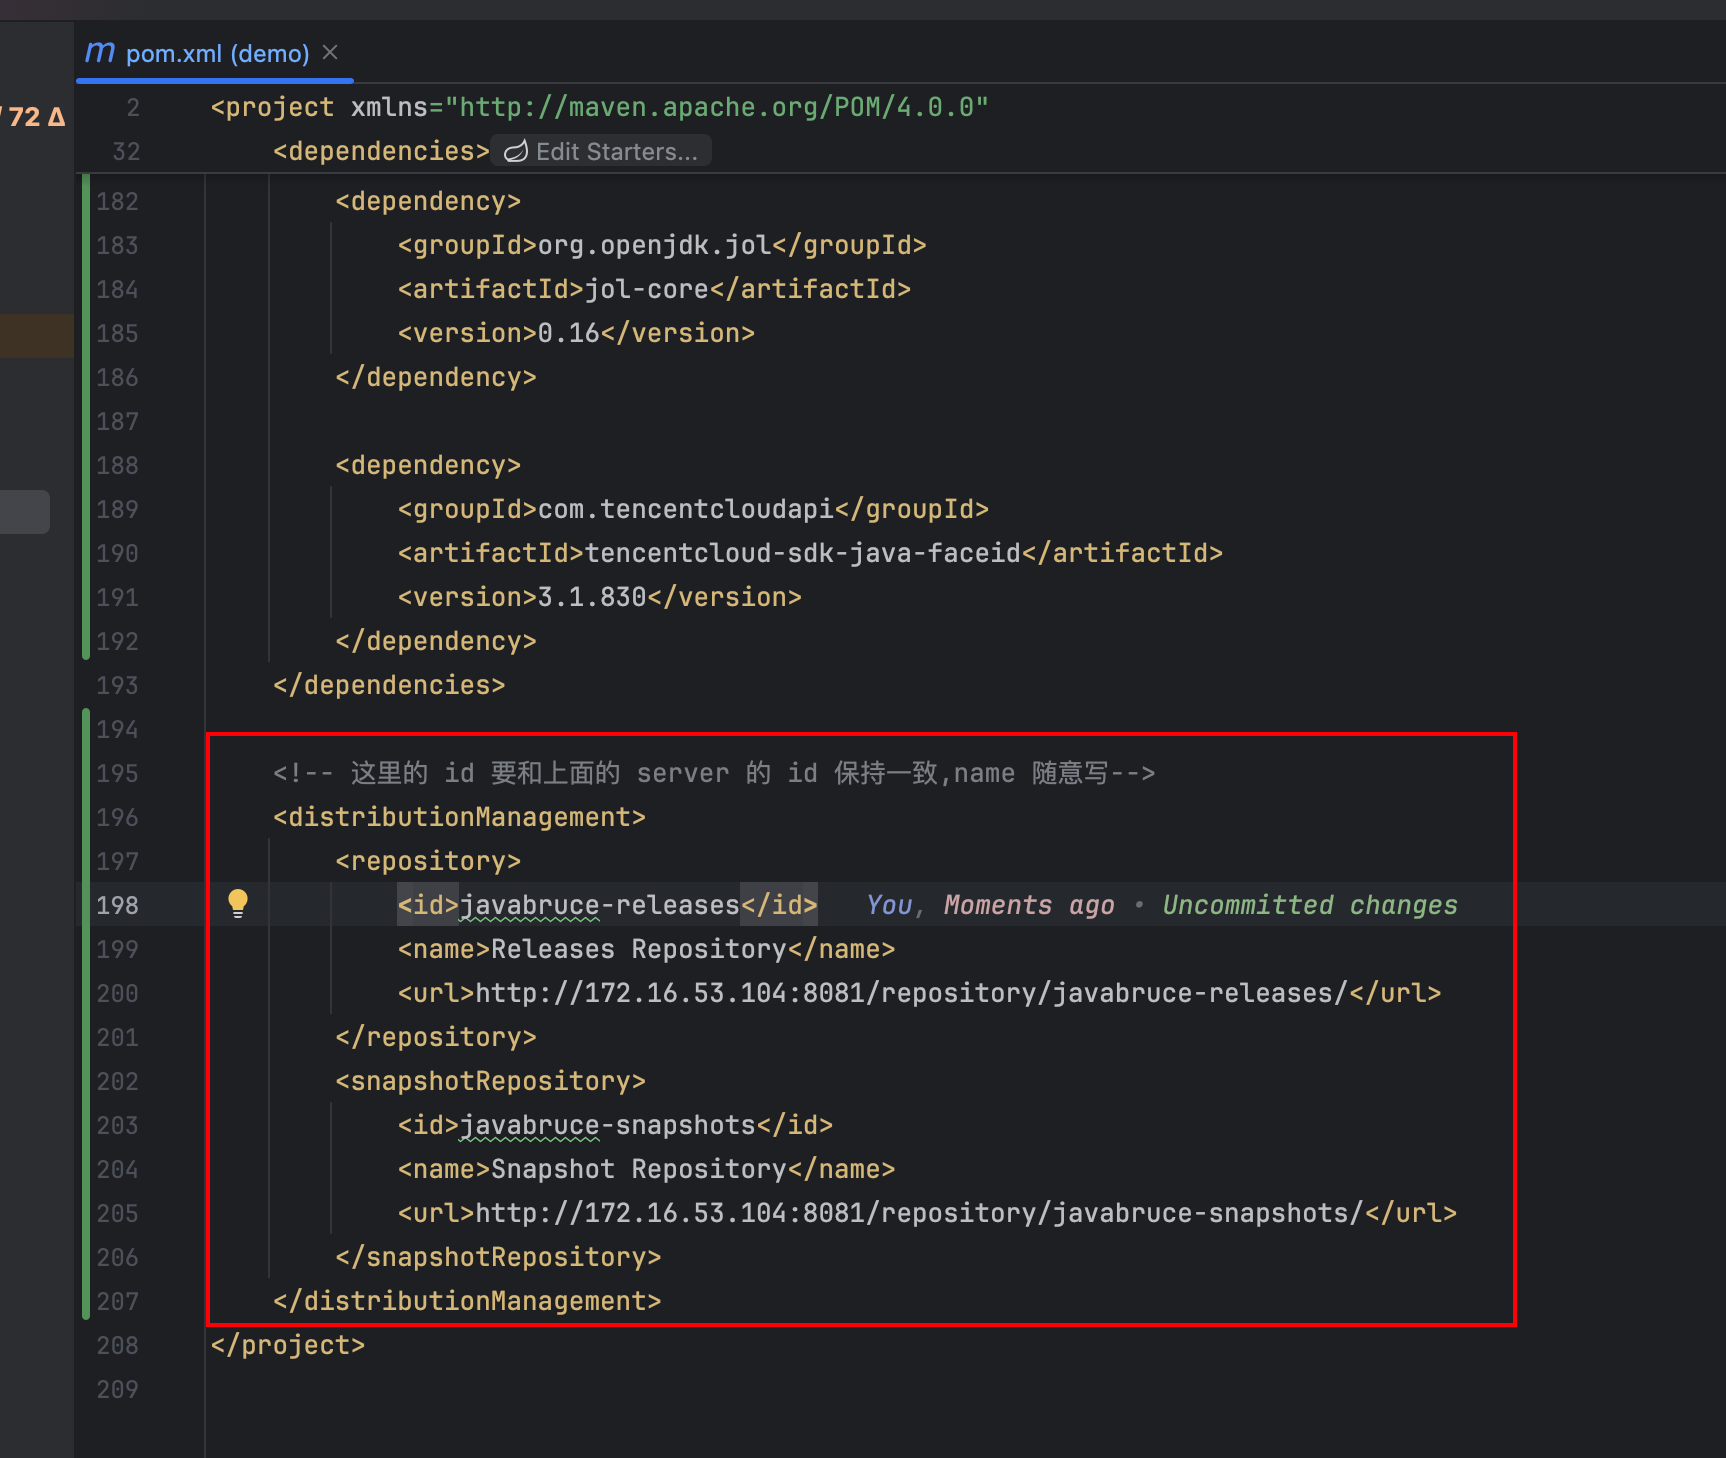 m pom.xml (demo) ×
72 Δ
2 <project xmlns="http://maven.apache.org/POM/4.0.0"
32 <dependencies> Edit Starters...
182 <dependency>
183 <groupId>org.openjdk.jol</groupId>
184 <artifactId>jol-core</artifactId>
185 <version>0.16</version>
186 </dependency>
187
188 <dependency>
189 <groupId>com.tencentcloudapi</groupId>
190 <artifactId>tencentcloud-sdk-java-faceid</artifactId>
191 <version>3.1.830</version>
192 </dependency>
193 </dependencies>
194
195 <!-- 这里的 id 要和上面的 server 的 id 保持一致,name 随意写-->
196 <distributionManagement>
197 <repository>
198 <id>javabruce-releases</id> You, Moments ago • Uncommitted changes
199 <name>Releases Repository</name>
200 <url>http://172.16.53.104:8081/repository/javabruce-releases/</url>
201 </repository>
202 <snapshotRepository>
203 <id>javabruce-snapshots</id>
204 <name>Snapshot Repository</name>
205 <url>http://172.16.53.104:8081/repository/javabruce-snapshots/</url>
206 </snapshotRepository>
207 </distributionManagement>
208 </project>
209